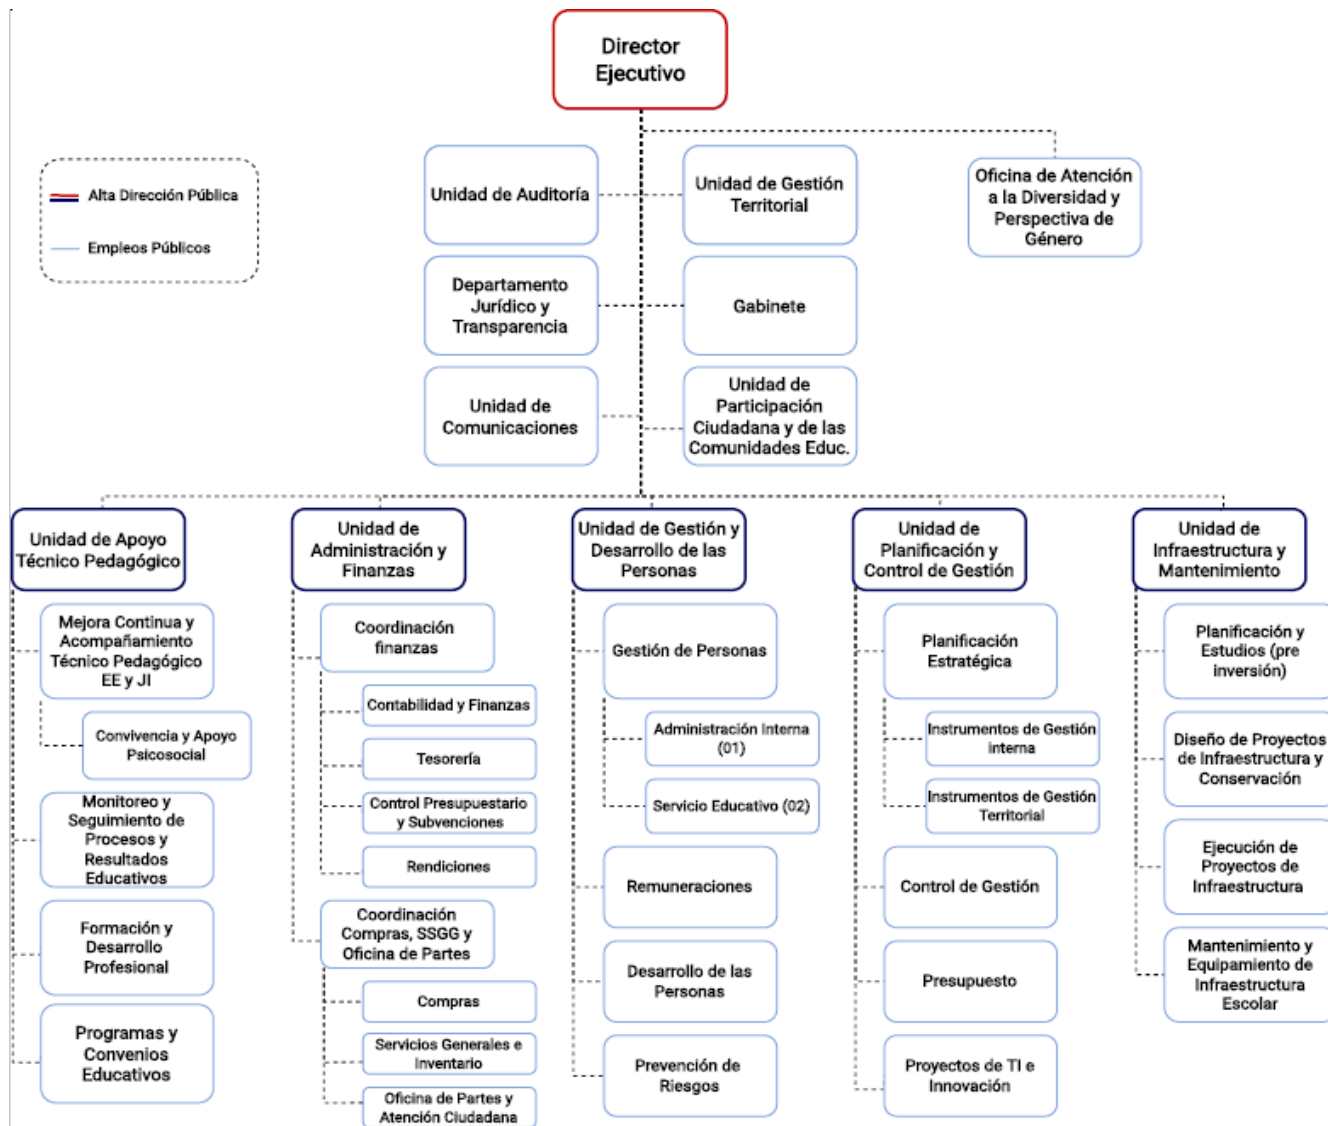 Director
Ejecutivo
Alta Dirección Pública
Empleos Públicos
Unidad de Auditoría
Unidad de Gestión
Territorial
Oficina de Atención
a la Diversidad y
Perspectiva de
Género
Departamento
Jurídico y
Transparencia
Gabinete
Unidad de
Comunicaciones
Unidad de
Participación
Ciudadana y de las
Comunidades Educ.
Unidad de Apoyo
Técnico Pedagógico
Mejora Continua y
Acompañamiento
Técnico Pedagógico
EE y JI
Convivencia y Apoyo
Psicosocial
Monitoreo y
Seguimiento de
Procesos y
Resultados
Educativos
Formación y
Desarrollo
Profesional
Programas y
Convenios
Educativos
Unidad de
Administración y
Finanzas
Coordinación
finanzas
Contabilidad y Finanzas
Tesorería
Control Presupuestario
y Subvenciones
Rendiciones
Coordinación
Compras, SSGG y
Oficina de Partes
Compras
Servicios Generales e
Inventario
Oficina de Partes y
Atención Ciudadana
Unidad de Gestión y
Desarrollo de las
Personas
Gestión de Personas
Administración Interna
(01)
Servicio Educativo (02)
Remuneraciones
Desarrollo de las
Personas
Prevención de
Riesgos
Unidad de
Planificación y
Control de Gestión
Planificación
Estratégica
Instrumentos de Gestión
interna
Instrumentos de Gestión
Territorial
Control de Gestión
Presupuesto
Proyectos de TI e
Innovación
Unidad de
Infraestructura y
Mantenimiento
Planificación y
Estudios (pre
inversión)
Diseño de Proyectos
de Infraestructura y
Conservación
Ejecución de
Proyectos de
Infraestructura
Mantenimiento y
Equipamiento de
Infraestructura
Escolar